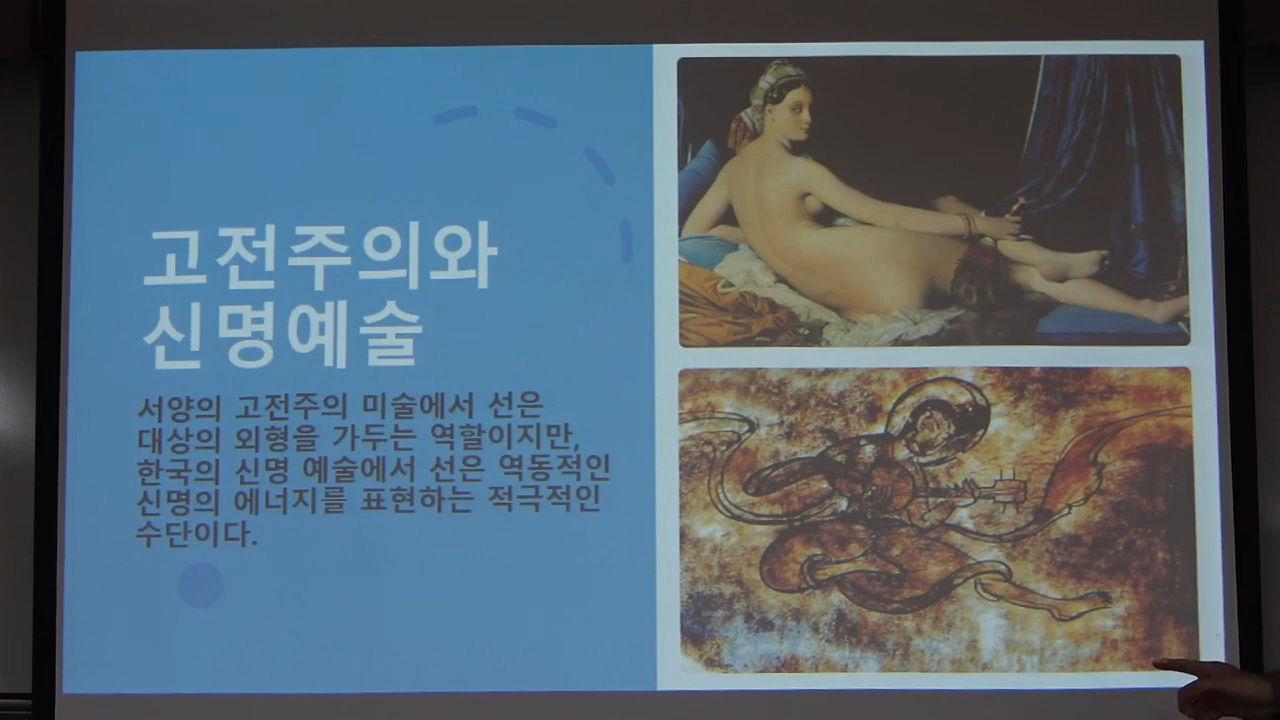 고전주의와
신명예술
서양의 고전주의 미술에서 선은
대상의 외형을 가두는 역할이지만,
한국의 신명 예술에서 선은 역동적인
신명의 에너지를 표현하는 적극적인
수단이다.